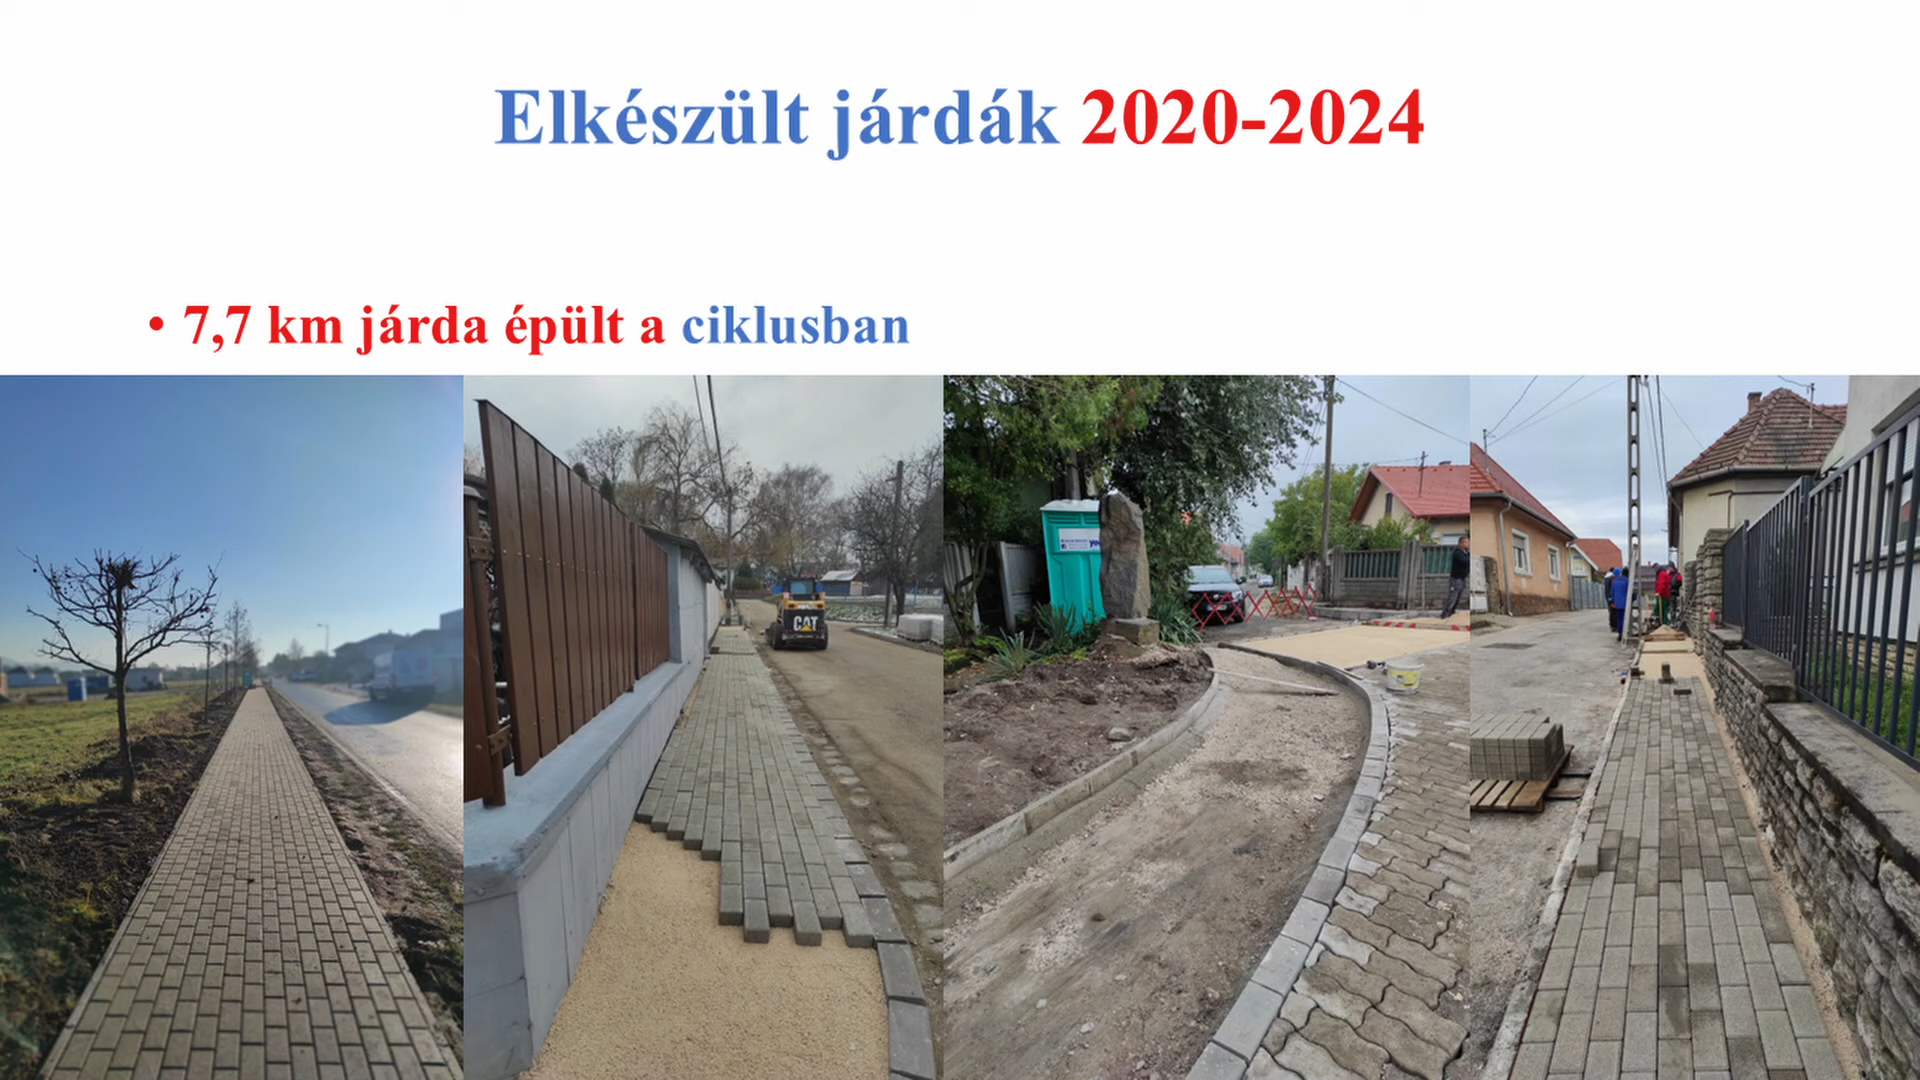 Elkészült járdák 2020-2024
• 7,7 km járda épült a ciklusban
CAT